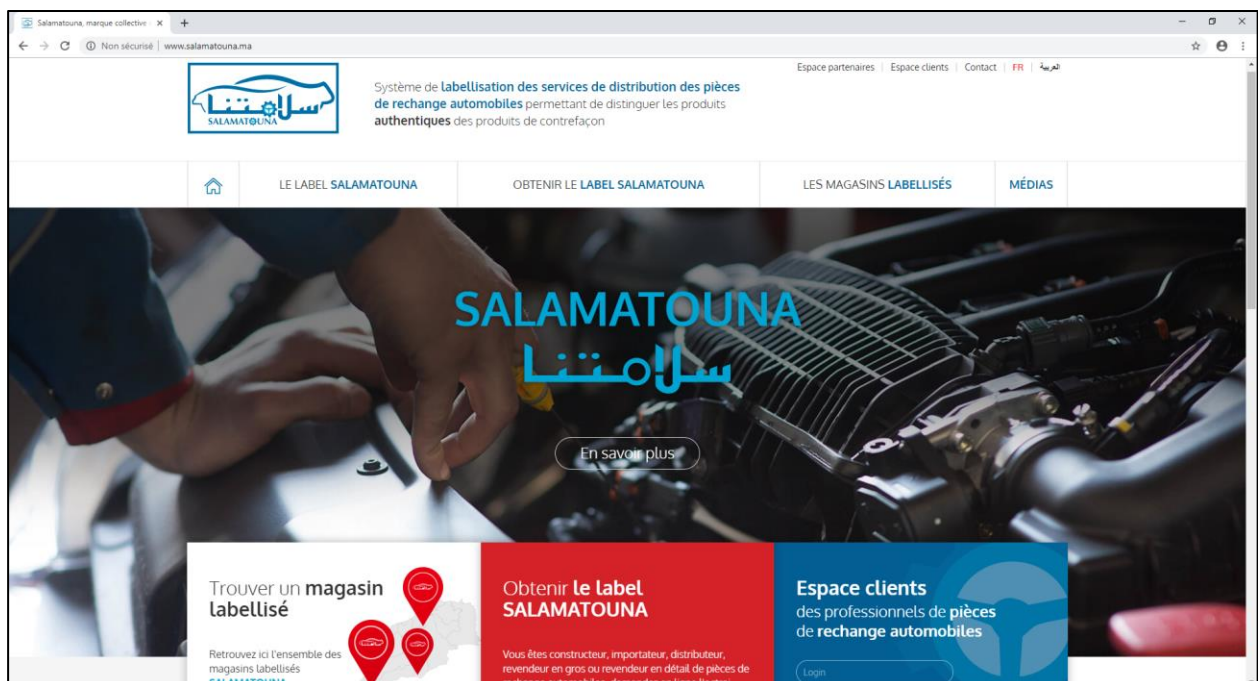 Salamatouna, marque collective
Non sécurisé | www.salamatouna.ma
Espace partenaires | Espace clients | Contact | FR | العربية
سلامتنا
SALAMATOUNA
Système de labellisation des services de distribution des pièces
de rechange automobiles permettant de distinguer les produits
authentiques des produits de contrefaçon
LE LABEL SALAMATOUNA
OBTENIR LE LABEL SALAMATOUNA
LES MAGASINS LABELLISÉS
MÉDIAS
SALAMATOUNA
سلامتنا
En savoir plus
Trouver un magasin
labellisé
Retrouvez ici l'ensemble des
magasins labellisés
SALAMATOUNA
Obtenir le label
SALAMATOUNA
Vous êtes constructeur, importateur, distributeur,
revendeur en gros ou revendeur en détail de pièces de
Espace clients
des professionnels de pièces
de rechange automobiles
Login